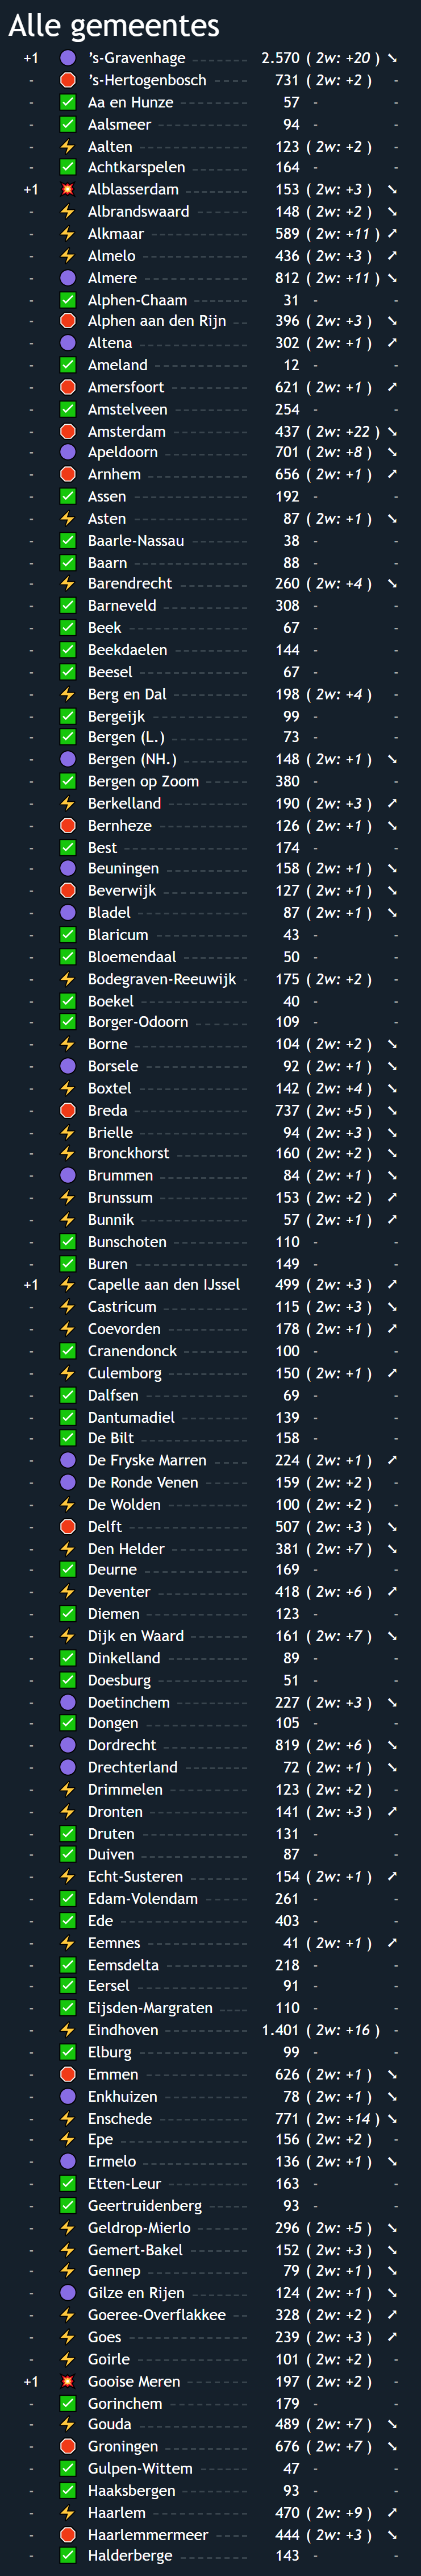 Alle gemeentes
+1 's-Gravenhage 2.570 ( 2w: +20 ) ➘
- 's-Hertogenbosch 731 ( 2w: +2 ) -
- Aa en Hunze 57 - -
- Aalsmeer 94 - -
- Aalten 123 ( 2w: +2 ) -
- Achtkarspelen 164 - -
+1 Alblasserdam 153 ( 2w: +3 ) ➘
- Albrandswaard 148 ( 2w: +2 ) ➘
- Alkmaar 589 ( 2w: +11 ) ➚
- Almelo 436 ( 2w: +3 ) ➚
- Almere 812 ( 2w: +11 ) ➘
- Alphen-Chaam 31 - -
- Alphen aan den Rijn 396 ( 2w: +3 ) ➘
- Altena 302 ( 2w: +1 ) ➚
- Ameland 12 - -
- Amersfoort 621 ( 2w: +1 ) ➚
- Amstelveen 254 - -
- Amsterdam 437 ( 2w: +22 ) ➘
- Apeldoorn 701 ( 2w: +8 ) ➘
- Arnhem 656 ( 2w: +1 ) ➚
- Assen 192 - -
- Asten 87 ( 2w: +1 ) ➘
- Baarle-Nassau 38 - -
- Baarn 88 - -
- Barendrecht 260 ( 2w: +4 ) ➘
- Barneveld 308 - -
- Beek 67 - -
- Beekdaelen 144 - -
- Beesel 67 - -
- Berg en Dal 198 ( 2w: +4 ) -
- Bergeijk 99 - -
- Bergen (L.) 73 - -
- Bergen (NH.) 148 ( 2w: +1 ) ➘
- Bergen op Zoom 380 - -
- Berkelland 190 ( 2w: +3 ) ➚
- Bernheze 126 ( 2w: +1 ) ➘
- Best 174 - -
- Beuningen 158 ( 2w: +1 ) ➘
- Beverwijk 127 ( 2w: +1 ) ➘
- Bladel 87 ( 2w: +1 ) ➘
- Blaricum 43 - -
- Bloemendaal 50 - -
- Bodegraven-Reeuwijk 175 ( 2w: +2 ) -
- Boekel 40 - -
- Borger-Odoorn 109 - -
- Borne 104 ( 2w: +2 ) ➘
- Borsele 92 ( 2w: +1 ) ➘
- Boxtel 142 ( 2w: +4 ) ➘
- Breda 737 ( 2w: +5 ) ➘
- Brielle 94 ( 2w: +3 ) ➘
- Bronckhorst 160 ( 2w: +2 ) ➘
- Brummen 84 ( 2w: +1 ) ➘
- Brunssum 153 ( 2w: +2 ) ➚
- Bunnik 57 ( 2w: +1 ) ➚
- Bunschoten 110 - -
- Buren 149 - -
+1 Capelle aan den IJssel 499 ( 2w: +3 ) ➚
- Castricum 115 ( 2w: +3 ) ➘
- Coevorden 178 ( 2w: +1 ) ➚
- Cranendonck 100 - -
- Culemborg 150 ( 2w: +1 ) ➚
- Dalfsen 69 - -
- Dantumadiel 139 - -
- De Bilt 158 - -
- De Fryske Marren 224 ( 2w: +1 ) ➚
- De Ronde Venen 159 ( 2w: +2 ) -
- De Wolden 100 ( 2w: +2 ) -
- Delft 507 ( 2w: +3 ) ➘
- Den Helder 381 ( 2w: +7 ) ➘
- Deurne 169 - -
- Deventer 418 ( 2w: +6 ) ➚
- Diemen 123 - -
- Dijk en Waard 161 ( 2w: +7 ) ➘
- Dinkelland 89 - -
- Doesburg 51 - -
- Doetinchem 227 ( 2w: +3 ) ➘
- Dongen 105 - -
- Dordrecht 819 ( 2w: +6 ) ➘
- Drechterland 72 ( 2w: +1 ) ➘
- Drimmelen 123 ( 2w: +2 ) -
- Dronten 141 ( 2w: +3 ) ➚
- Druten 131 - -
- Duiven 87 - -
- Echt-Susteren 154 ( 2w: +1 ) ➚
- Edam-Volendam 261 - -
- Ede 403 - -
- Eemnes 41 ( 2w: +1 ) ➚
- Eemsdelta 218 - -
- Eersel 91 - -
- Eijsden-Margraten 110 - -
- Eindhoven 1.401 ( 2w: +16 ) -
- Elburg 99 - -
- Emmen 626 ( 2w: +1 ) ➘
- Enkhuizen 78 ( 2w: +1 ) ➘
- Enschede 771 ( 2w: +14 ) ➘
- Epe 156 ( 2w: +2 ) -
- Ermelo 136 ( 2w: +1 ) ➘
- Etten-Leur 163 - -
- Geertruidenberg 93 - -
- Geldrop-Mierlo 296 ( 2w: +5 ) ➘
- Gemert-Bakel 152 ( 2w: +3 ) ➘
- Gennep 79 ( 2w: +1 ) ➘
- Gilze en Rijen 124 ( 2w: +1 ) ➘
- Goeree-Overflakkee 328 ( 2w: +2 ) ➚
- Goes 239 ( 2w: +3 ) ➚
- Goirle 101 ( 2w: +2 ) -
+1 Gooise Meren 197 ( 2w: +2 ) -
- Gorinchem 179 - -
- Gouda 489 ( 2w: +7 ) ➘
- Groningen 676 ( 2w: +7 ) ➘
- Gulpen-Wittem 47 - -
- Haaksbergen 93 - -
- Haarlem 470 ( 2w: +9 ) ➚
- Haarlemmermeer 444 ( 2w: +3 ) ➘
- Halderberge 143 - -